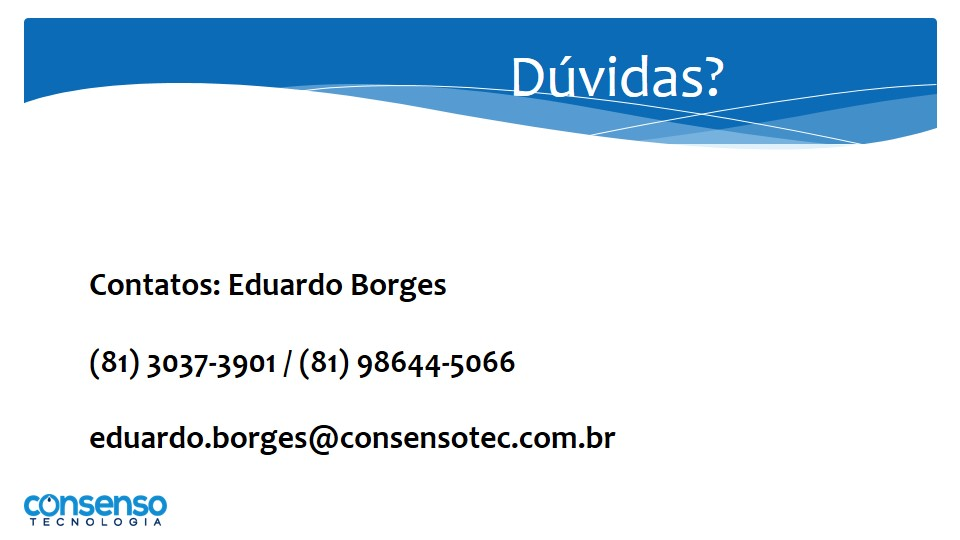 Dúvidas?
Contatos: Eduardo Borges
(81) 3037-3901 / (81) 98644-5066
eduardo.borges@consensotec.com.br
consenso
TECNOLOGIA